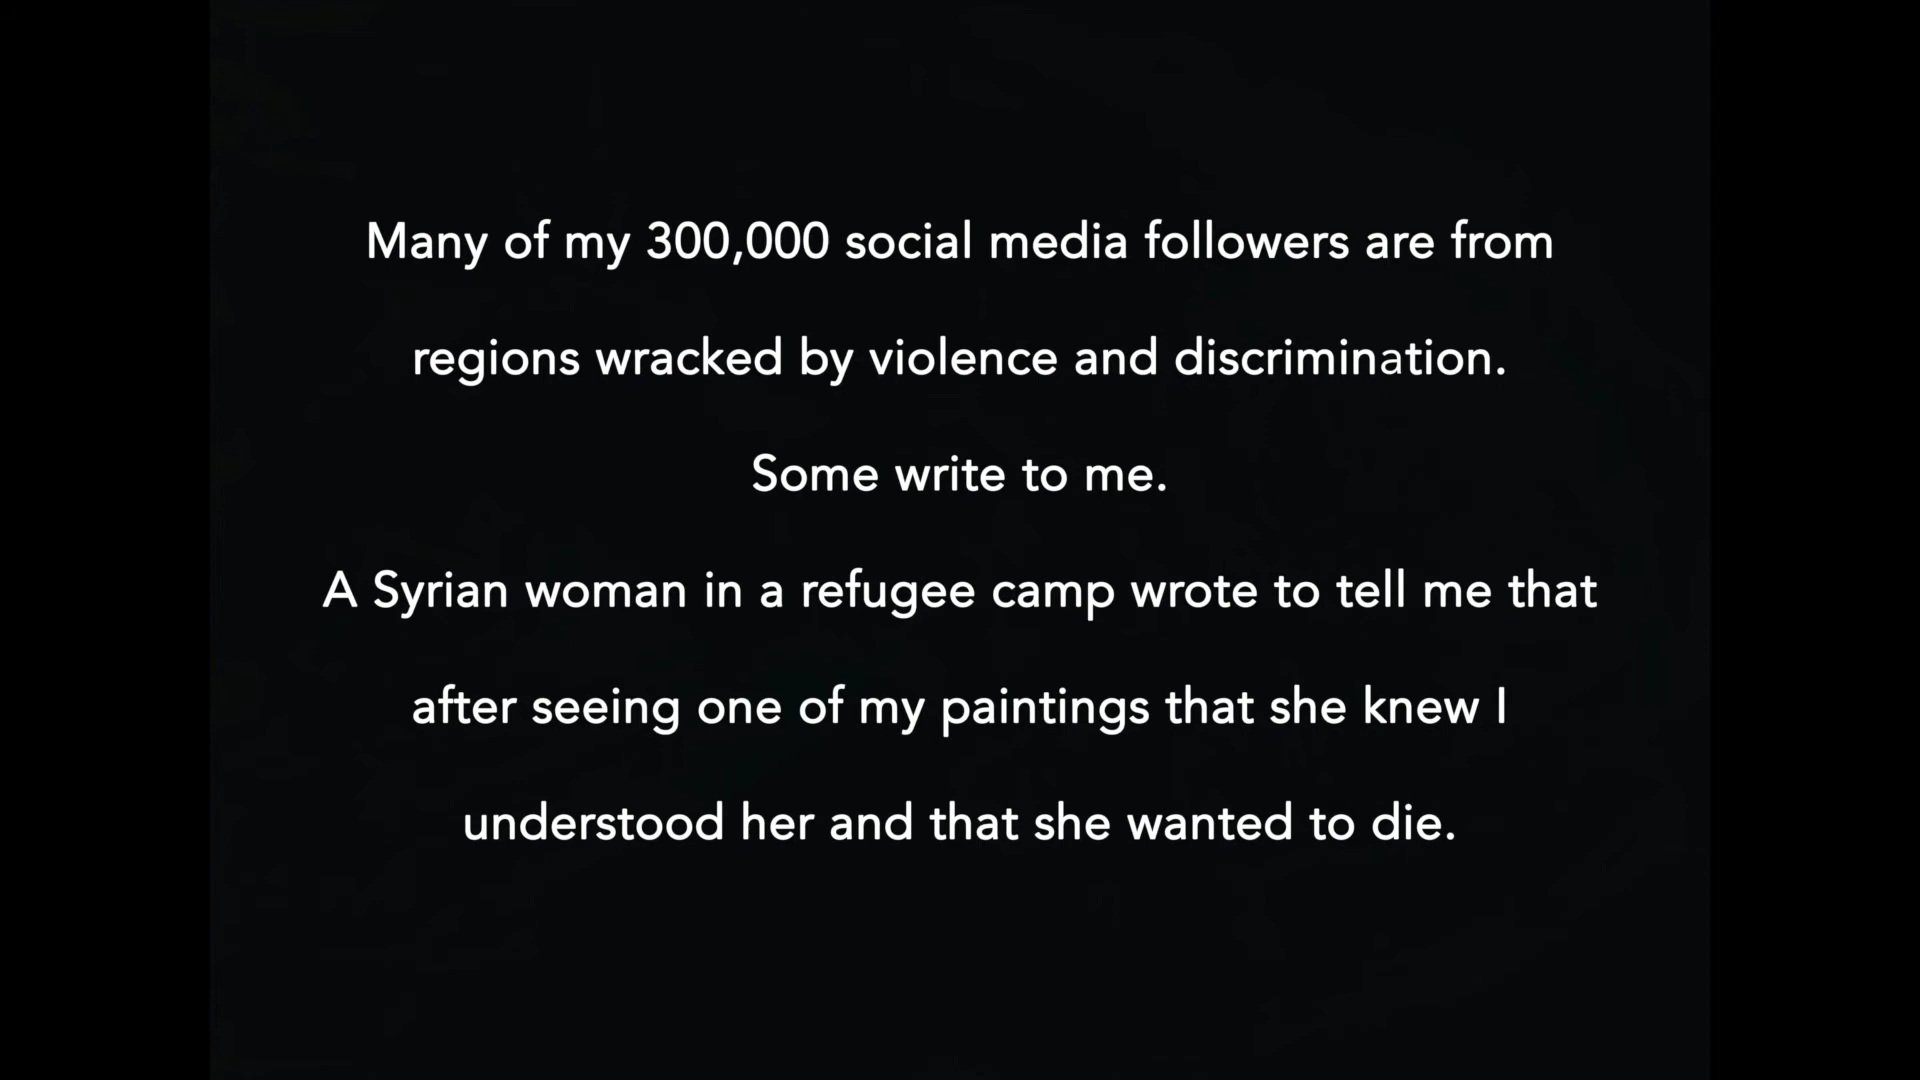 Many of my 300,000 social media followers are from
regions wracked by violence and discrimination.
Some write to me.
A Syrian woman in a refugee camp wrote to tell me that
after seeing one of my paintings that she knew I
understood her and that she wanted to die.